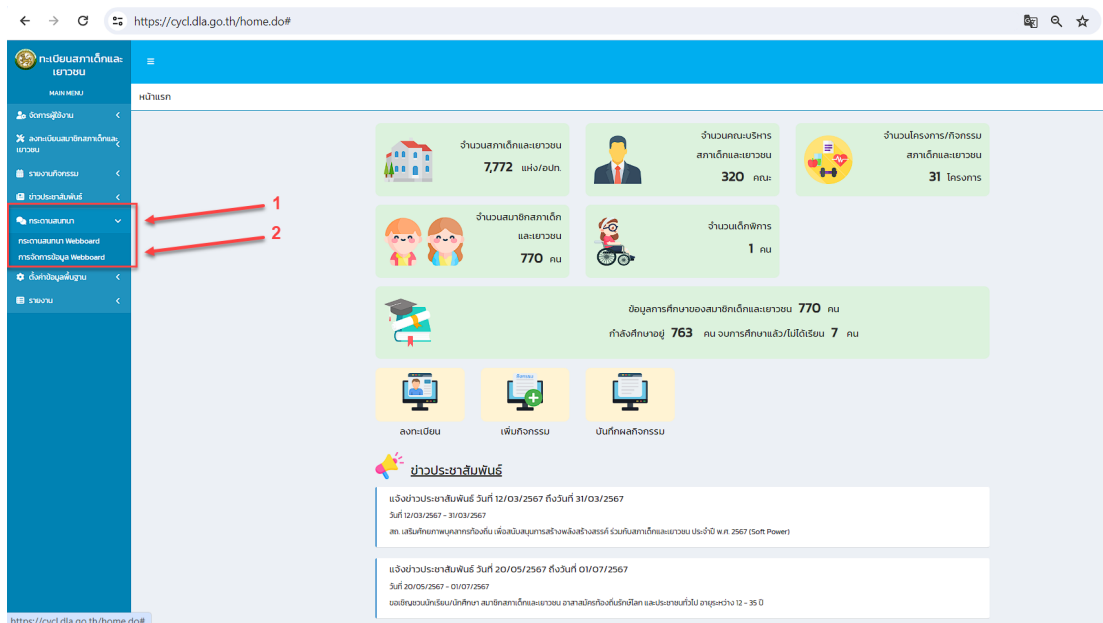 https://cycl.dla.go.th/home.do#
ทะเบียนสภาเด็กและ
เยาวชน
MAIN MENU
หน้าแรก
จัดการผู้ใช้งาน
ลงทะเบียนสมาชิกสภาเด็กและ
เยาวชน
รายงานกิจกรรม
ข่าวประชาสัมพันธ์
กระดานสนทนา
กระดานสนทนา Webboard
การจัดการข้อมูล Webboard
ตั้งค่าข้อมูลพื้นฐาน
รายงาน
1
2
จำนวนสภาเด็กและเยาวชน
7,772 แห่ง/อปท.
จำนวนคณะบริหาร
สภาเด็กและเยาวชน
320 คณะ
จำนวนโครงการ/กิจกรรม
สภาเด็กและเยาวชน
31 โครงการ
จำนวนสมาชิกสภาเด็ก
และเยาวชน
770 คน
จำนวนเด็กพิการ
1 คน
ข้อมูลการศึกษาของสมาชิกเด็กและเยาวชน 770 คน
กำลังศึกษาอยู่ 763 คน จบการศึกษาแล้ว/ไม่ได้เรียน 7 คน
ลงทะเบียน
เพิ่มกิจกรรม
บันทึกผลกิจกรรม
ข่าวประชาสัมพันธ์
แจ้งข่าวประชาสัมพันธ์ วันที่ 12/03/2567 ถึงวันที่ 31/03/2567
วันที่ 12/03/2567 - 31/03/2567
สถ. เสริมศักยภาพบุคลากรท้องถิ่น เพื่อสนับสนุนการสร้างพลังสร้างสรรค์ ร่วมกับสภาเด็กและเยาวชน ประจำปี พ.ศ. 2567 (Soft Power)
แจ้งข่าวประชาสัมพันธ์ วันที่ 20/05/2567 ถึงวันที่ 01/07/2567
วันที่ 20/05/2567 - 01/07/2567
ขอเชิญชวนนักเรียน/นักศึกษา สมาชิกสภาเด็กและเยาวชน อาสาสมัครท้องถิ่นรักษ์โลก และประชาชนทั่วไป อายุระหว่าง 12 - 35 ปี
https://cycl.dla.go.th/home.do#